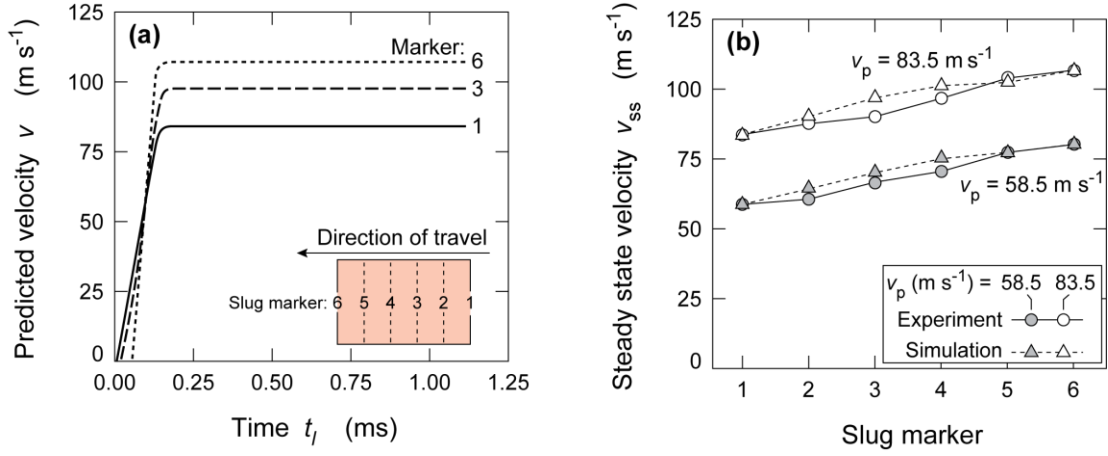 (a)
Marker:
6
3
1
Predicted velocity v (m s⁻¹)
125
100
75
50
25
0
Direction of travel
Slug marker: 6 5 4 3 2 1
0.00 0.25 0.50 0.75 1.00 1.25
Time tₗ (ms)
(b)
Steady state velocity vₛₛ (m s⁻¹)
125
100
75
50
25
0
vₚ = 83.5 m s⁻¹
vₚ = 58.5 m s⁻¹
vₚ (m s⁻¹) = 58.5 83.5
Experiment
Simulation
1 2 3 4 5 6
Slug marker